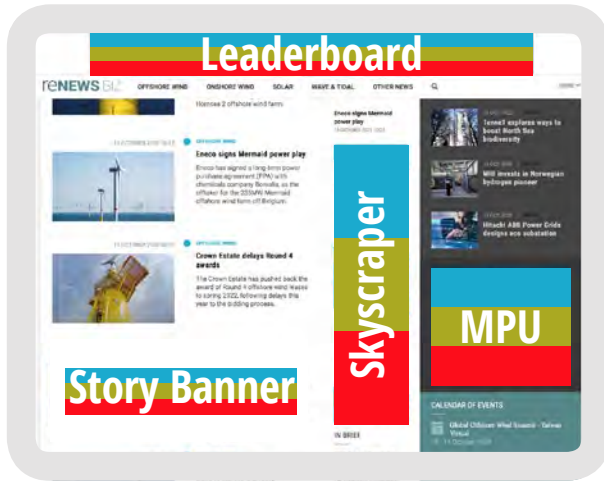 Leaderboard
reNEWS BIZ
OFFSHORE WIND ONSHORE WIND SOLAR WAVE & TIDAL OTHER NEWS
licences 2 offshore wind farm
OFFSHORE WIND
Eneco signs Mermaid power play
Eneco has signed a long-term power
purchase agreement (PPA) with
chemicals company Borealis, as the
offtaker for the 235MW Mermaid
offshore wind farm off Belgium.
OFFSHORE WIND
Crown Estate delays Round 4
awards
The Crown Estate has pushed back the
award of Round 4 offshore wind leases
to spring 2022, following delays this
year to the bidding process.
Story Banner
Eneco signs Mermaid
power play
Skyscraper
IN BRIEF
TenneT explores ways to
boost North Sea
biodiversity
MHI invests in Norwegian
hydrogen pioneer
Hitachi ABB Power Grids
designs eco substation
MPU
CALENDAR OF EVENTS
Global Offshore Wind Summit - Taiwan
Virtual